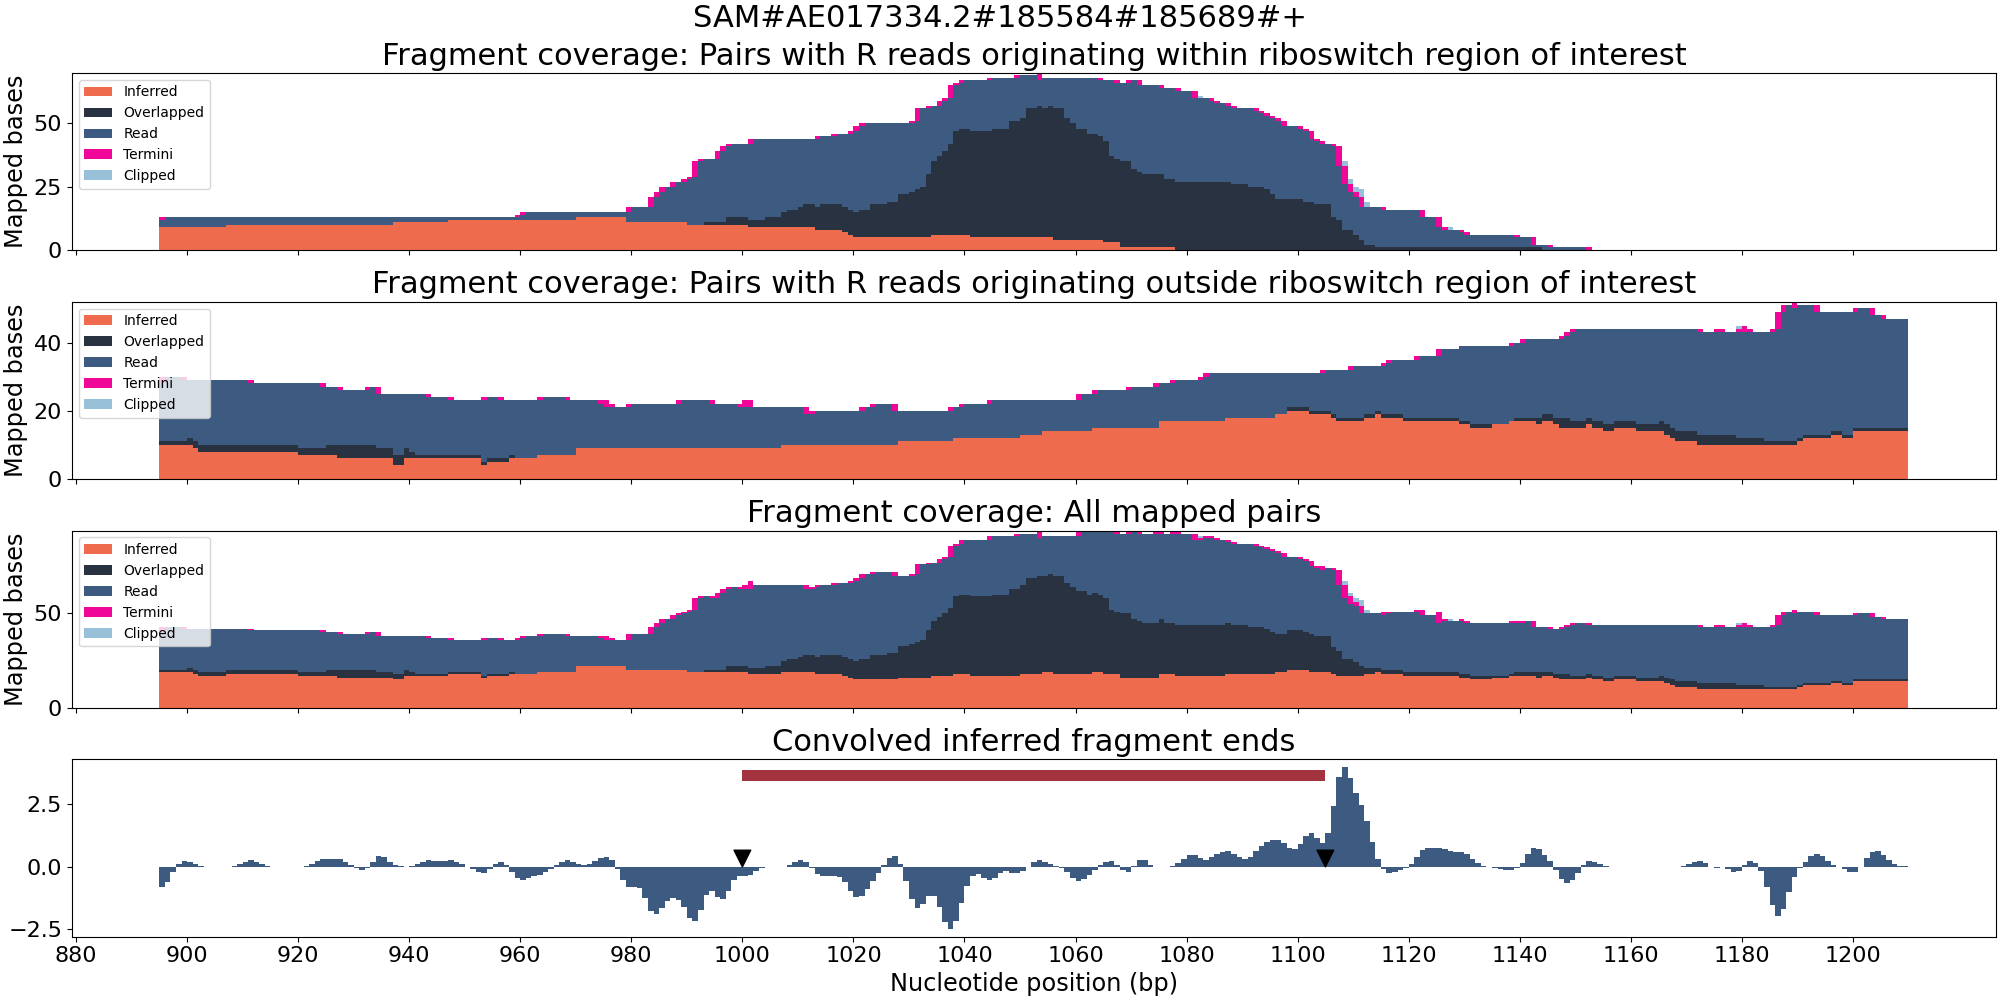 SAM#AE017334.2#185584#185689#+
Fragment coverage: Pairs with R reads originating within riboswitch region of interest
Mapped bases
50
25
0
Inferred
Overlapped
Read
Termini
Clipped
Fragment coverage: Pairs with R reads originating outside riboswitch region of interest
Mapped bases
40
20
0
Inferred
Overlapped
Read
Termini
Clipped
Fragment coverage: All mapped pairs
Mapped bases
50
0
Inferred
Overlapped
Read
Termini
Clipped
Convolved inferred fragment ends
2.5
0.0
−2.5
880 900 920 940 960 980 1000 1020 1040 1060 1080 1100 1120 1140 1160 1180 1200
Nucleotide position (bp)